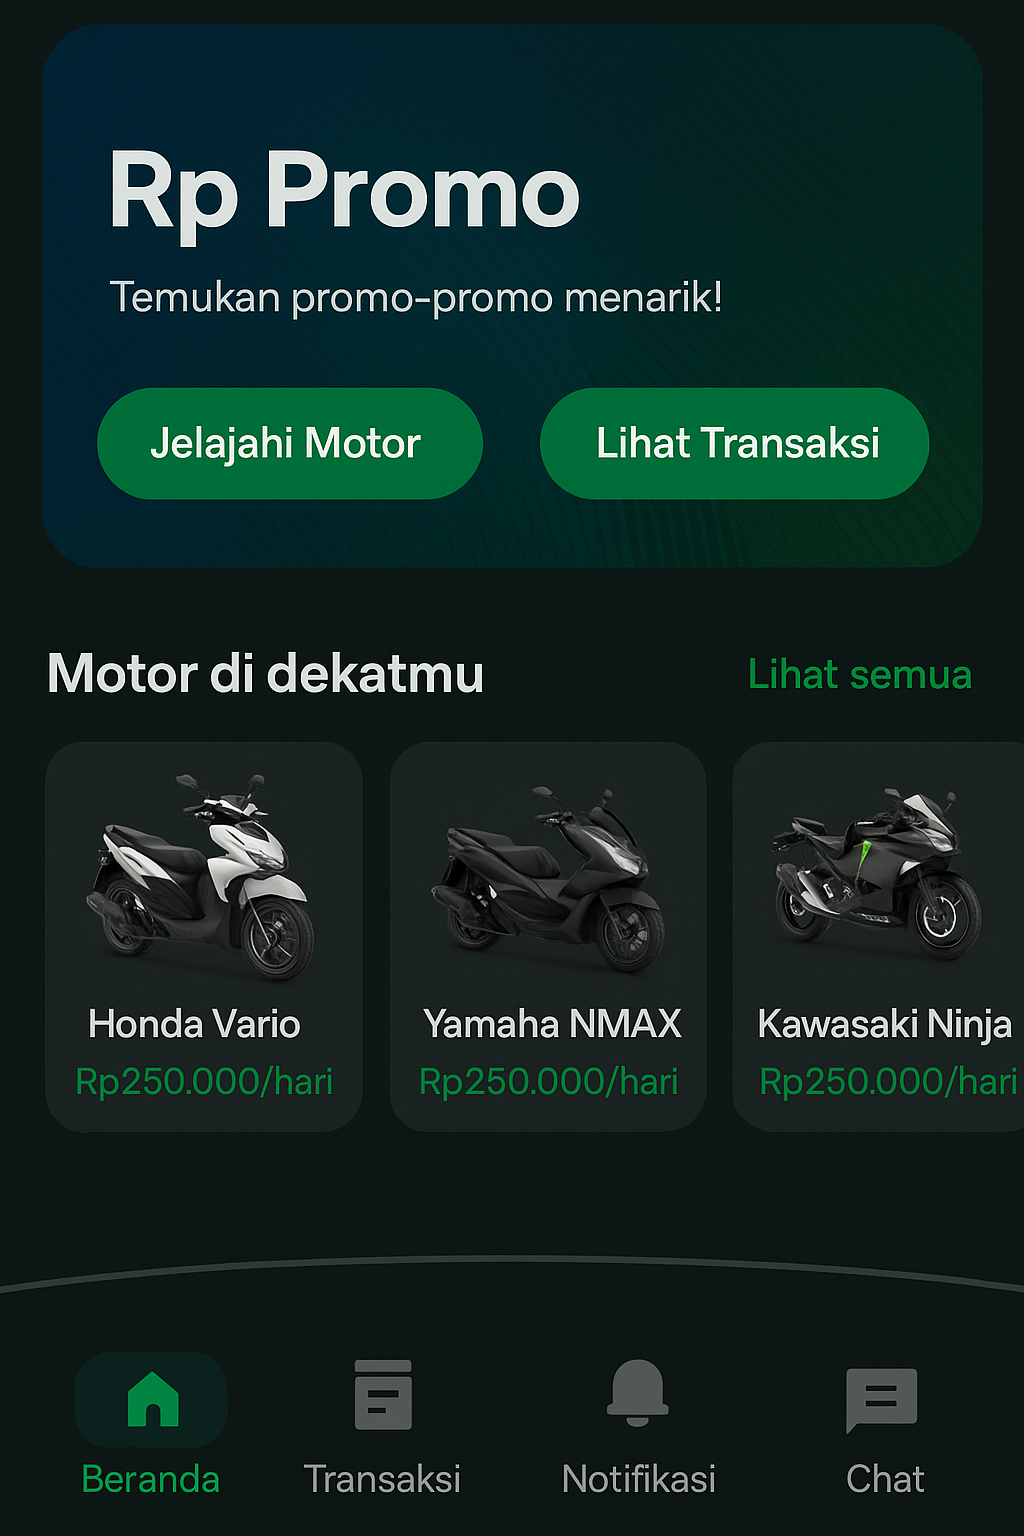 Rp Promo
Temukan promo-promo menarik!
Jelajahi Motor
Lihat Transaksi
Motor di dekatmu
Lihat semua
Honda Vario
Rp250.000/hari
Yamaha NMAX
Rp250.000/hari
Kawasaki Ninja
Rp250.000/hari
Beranda
Transaksi
Notifikasi
Chat